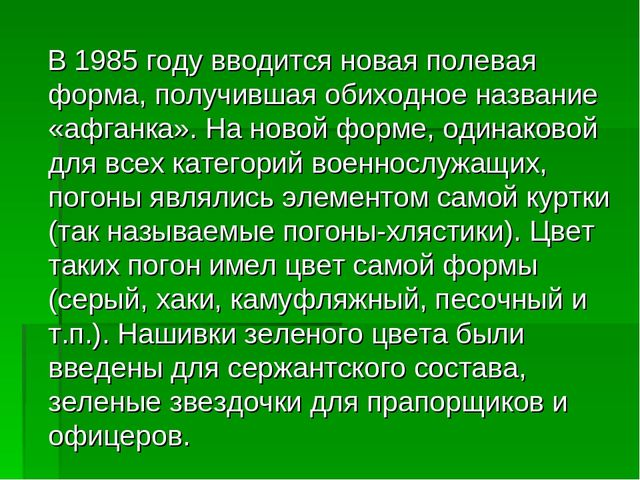 В 1985 году вводится новая полевая
форма, получившая обиходное название
«афганка». На новой форме, одинаковой
для всех категорий военнослужащих,
погоны являлись элементом самой куртки
(так называемые погоны-хлястики). Цвет
таких погон имел цвет самой формы
(серый, хаки, камуфляжный, песочный и
т.п.). Нашивки зеленого цвета были
введены для сержантского состава,
зеленые звездочки для прапорщиков и
офицеров.